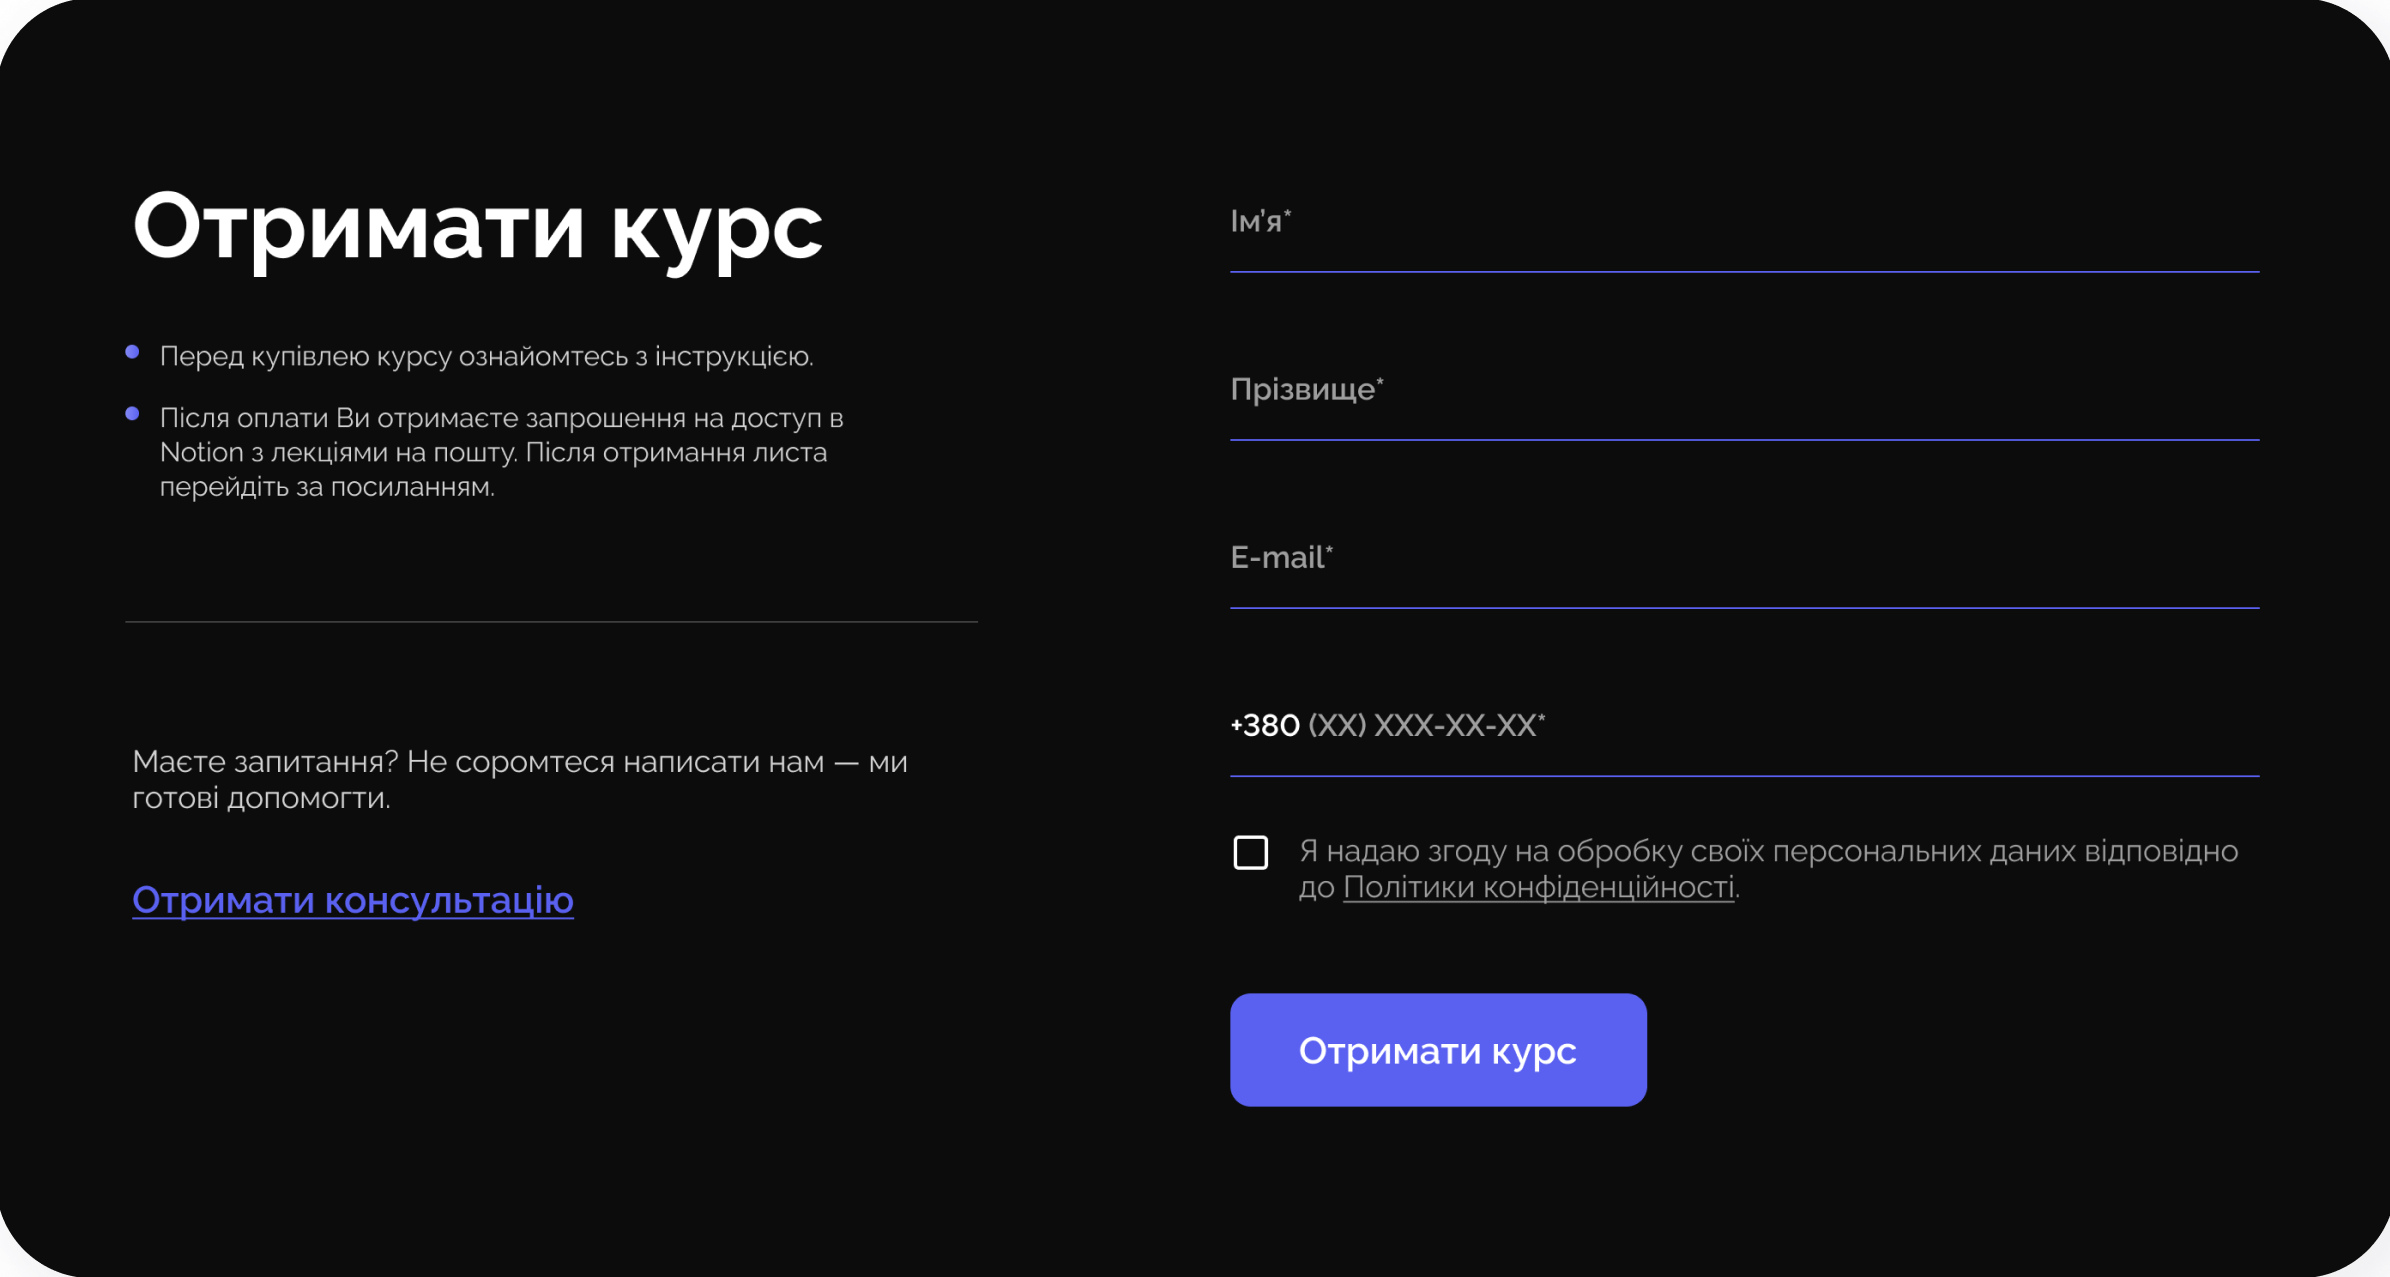 Отримати курс
Перед купівлею курсу ознайомтесь з інструкцією.
Після оплати Ви отримаєте запрошення на доступ в
Notion з лекціями на пошту. Після отримання листа
перейдіть за посиланням.
Маєте запитання? Не соромтеся написати нам — ми
готові допомогти.
Отримати консультацію
Ім’я*
Прізвище*
E-mail*
+380 (XX) XXX-XX-XX*
Я надаю згоду на обробку своїх персональних даних відповідно
до Політики конфіденційності.
Отримати курс